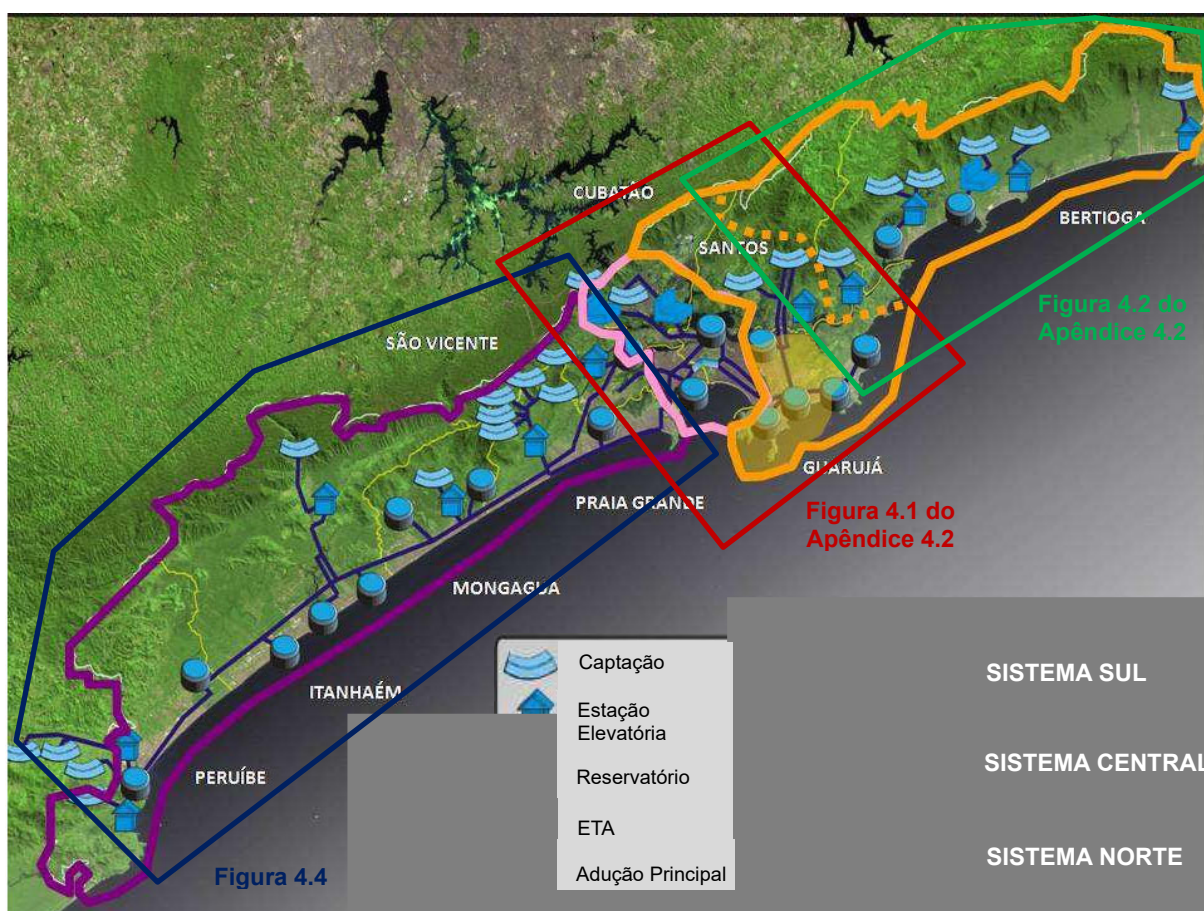 CUBATÃO
SANTOS
BERTIOGA
Figura 4.2 do
Apêndice 4.2
SÃO VICENTE
GUARUJÁ
PRAIA GRANDE
Figura 4.1 do
Apêndice 4.2
MONGAGUA
ITANHAÉM
PERUÍBE
Figura 4.4
Captação
Estação
Elevatória
Reservatório
ETA
Adução Principal
SISTEMA SUL
SISTEMA CENTRAL
SISTEMA NORTE